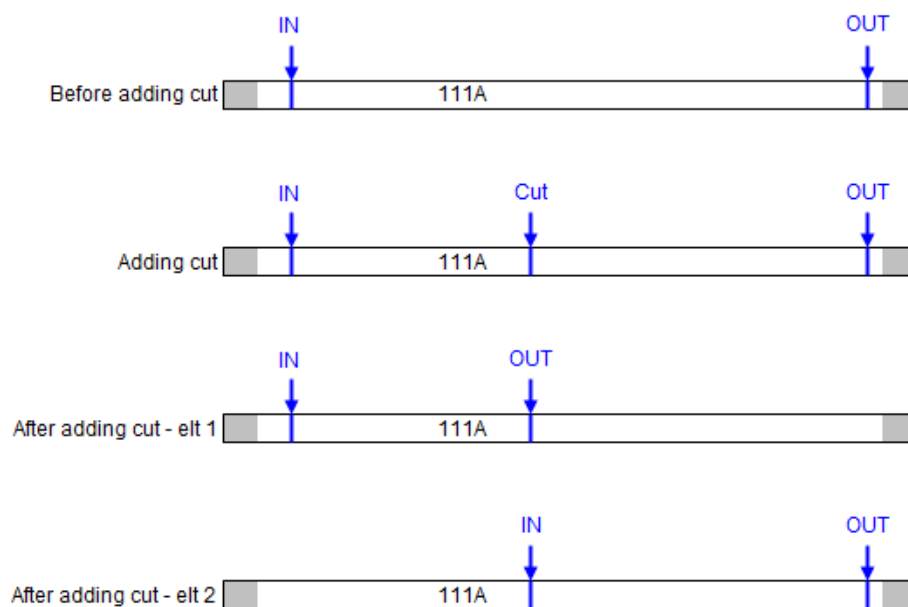 IN OUT
Before adding cut 111A
IN Cut OUT
Adding cut 111A
IN OUT
After adding cut - elt 1 111A
IN OUT
After adding cut - elt 2 111A